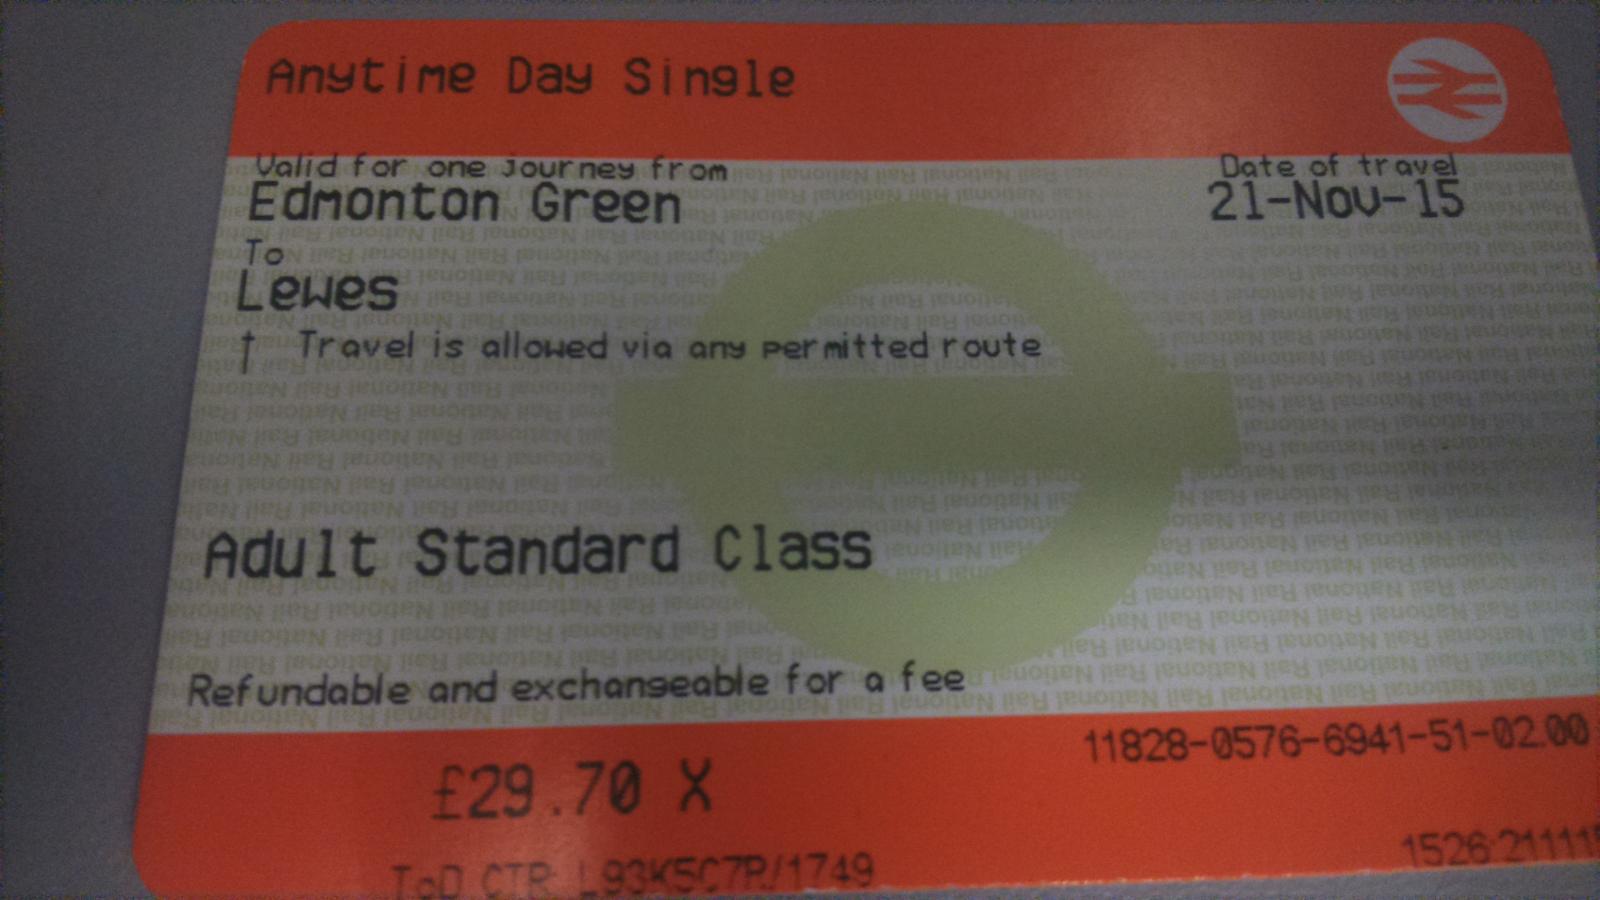 Anytime Day Single
Valid for one journey from
Edmonton Green
Date of travel
21-Nov-15
To
Lewes
† Travel is allowed via any permitted route
Adult Standard Class
Refundable and exchangeable for a fee
11828-0576-6941-51-02.00
£29.70 X
ToD CTR L93K5C7P/1749
1526:211115